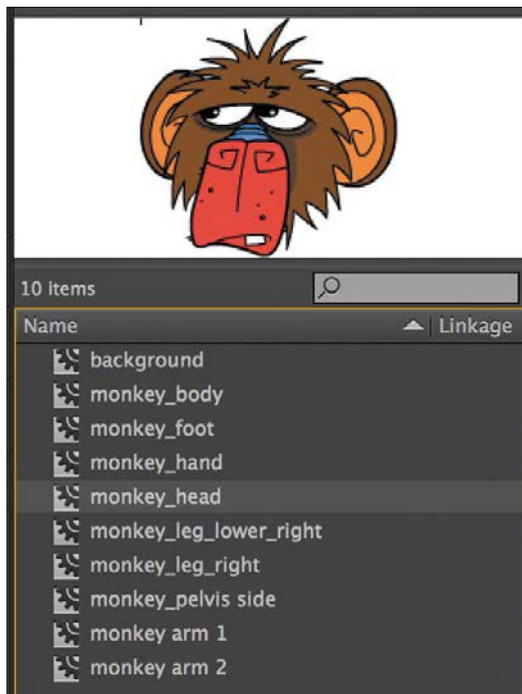 10 items
Name Linkage
background
monkey_body
monkey_foot
monkey_hand
monkey_head
monkey_leg_lower_right
monkey_leg_right
monkey_pelvis side
monkey arm 1
monkey arm 2